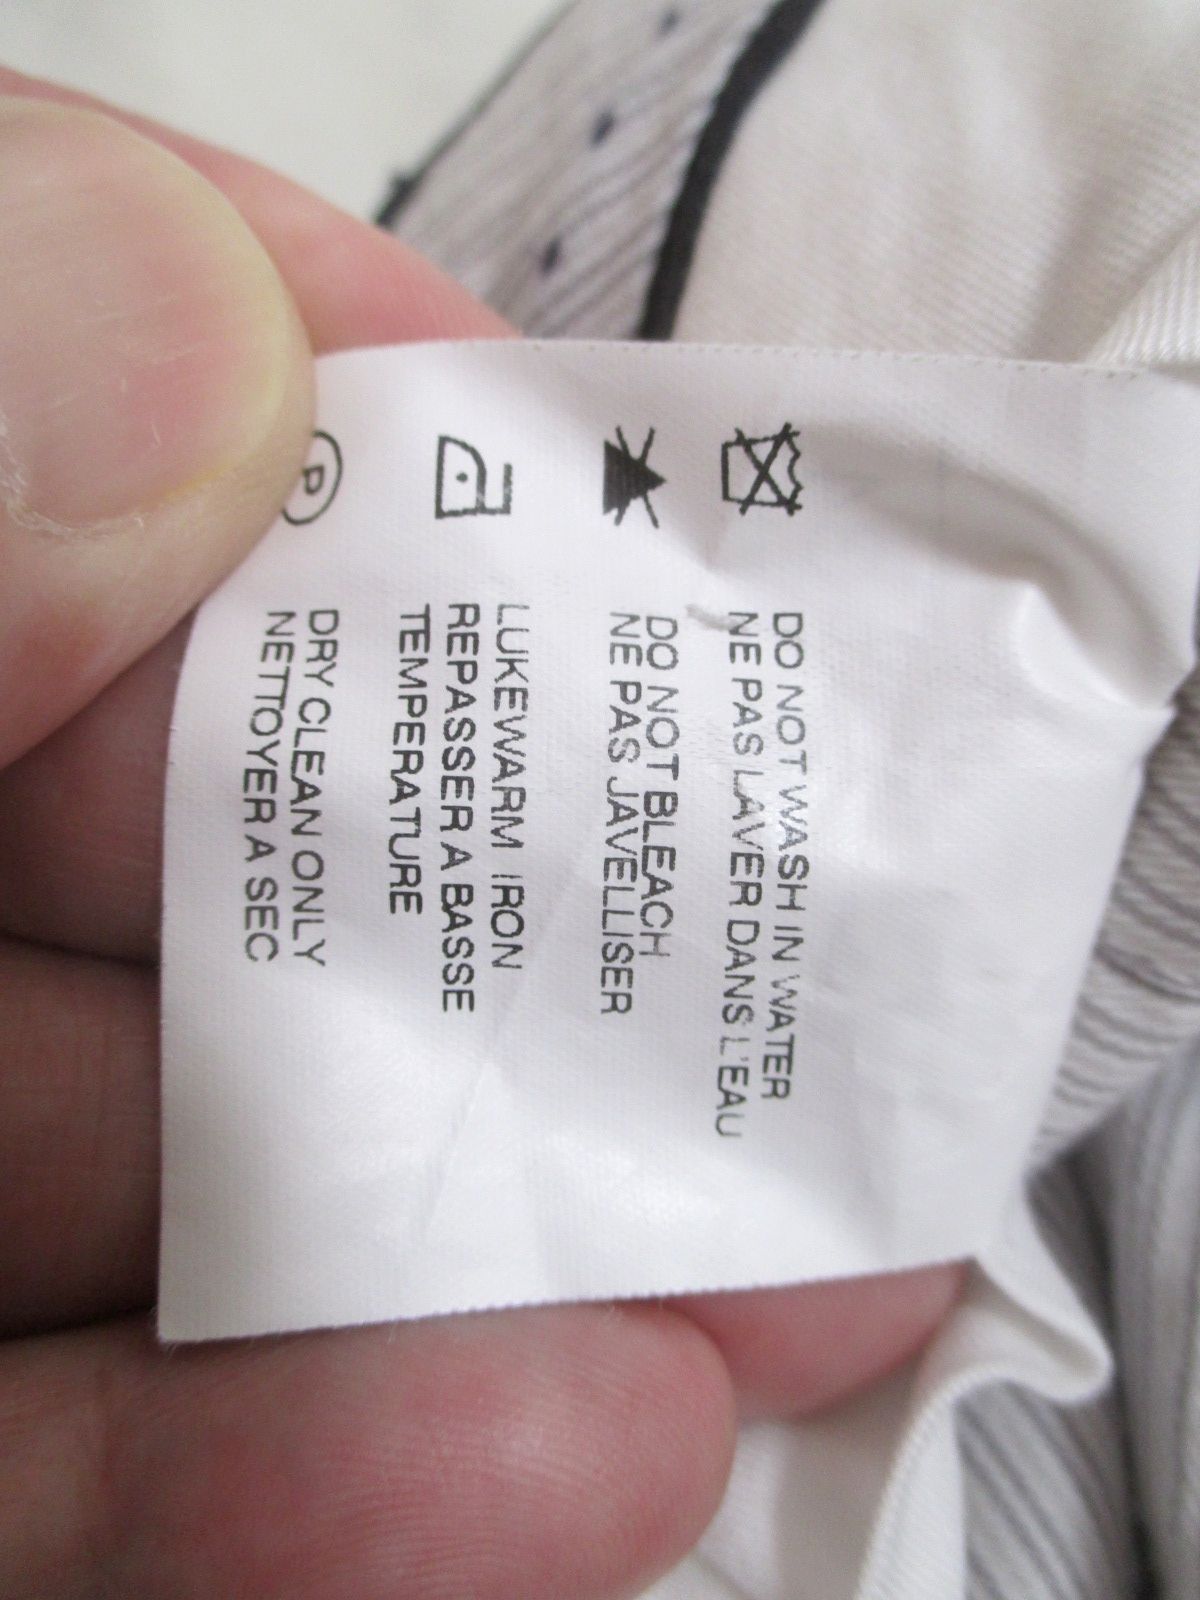 DO NOT WASH IN WATER
NE PAS LAVER DANS L'EAU
DO NOT BLEACH
NE PAS JAVELLISER
LUKEWARM IRON
REPASSER A BASSE
TEMPERATURE
P
DRY CLEAN ONLY
NETTOYER A SEC